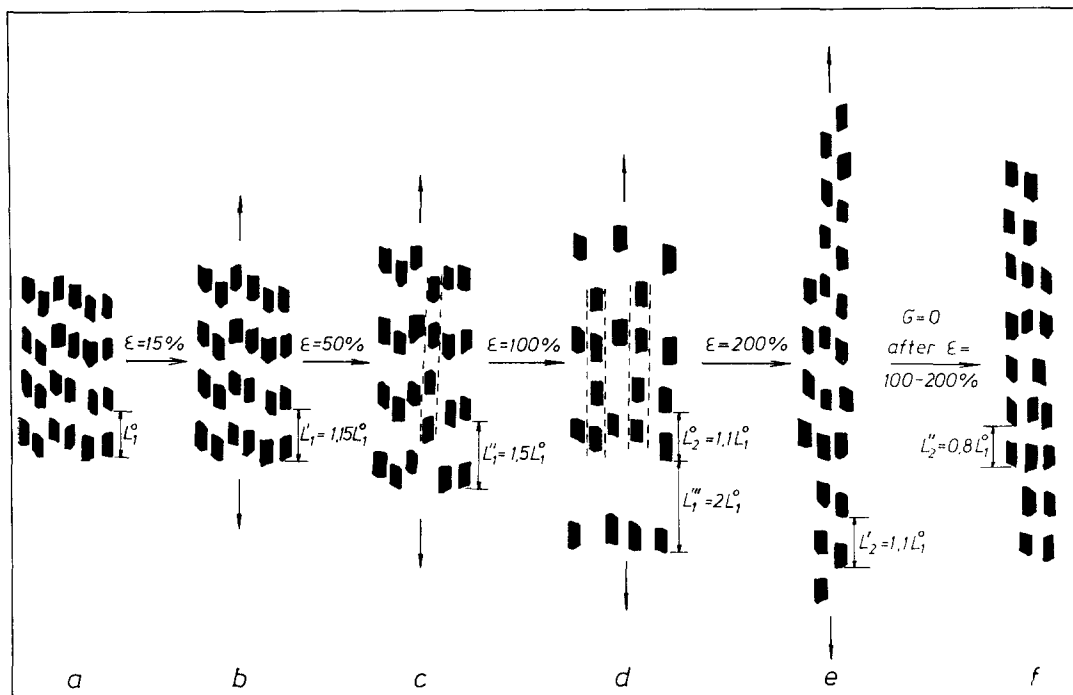 ε=15%
ε=50%
ε=100%
ε=200%
G=0
after ε=
100-200%
L₁°
L₁'=1,15L₁°
L₁''=1,5L₁°
L₂°=1,1L₁°
L₁'''=2L₁°
L₂'=1,1L₁°
L₂''=0,8L₁°
a
b
c
d
e
f